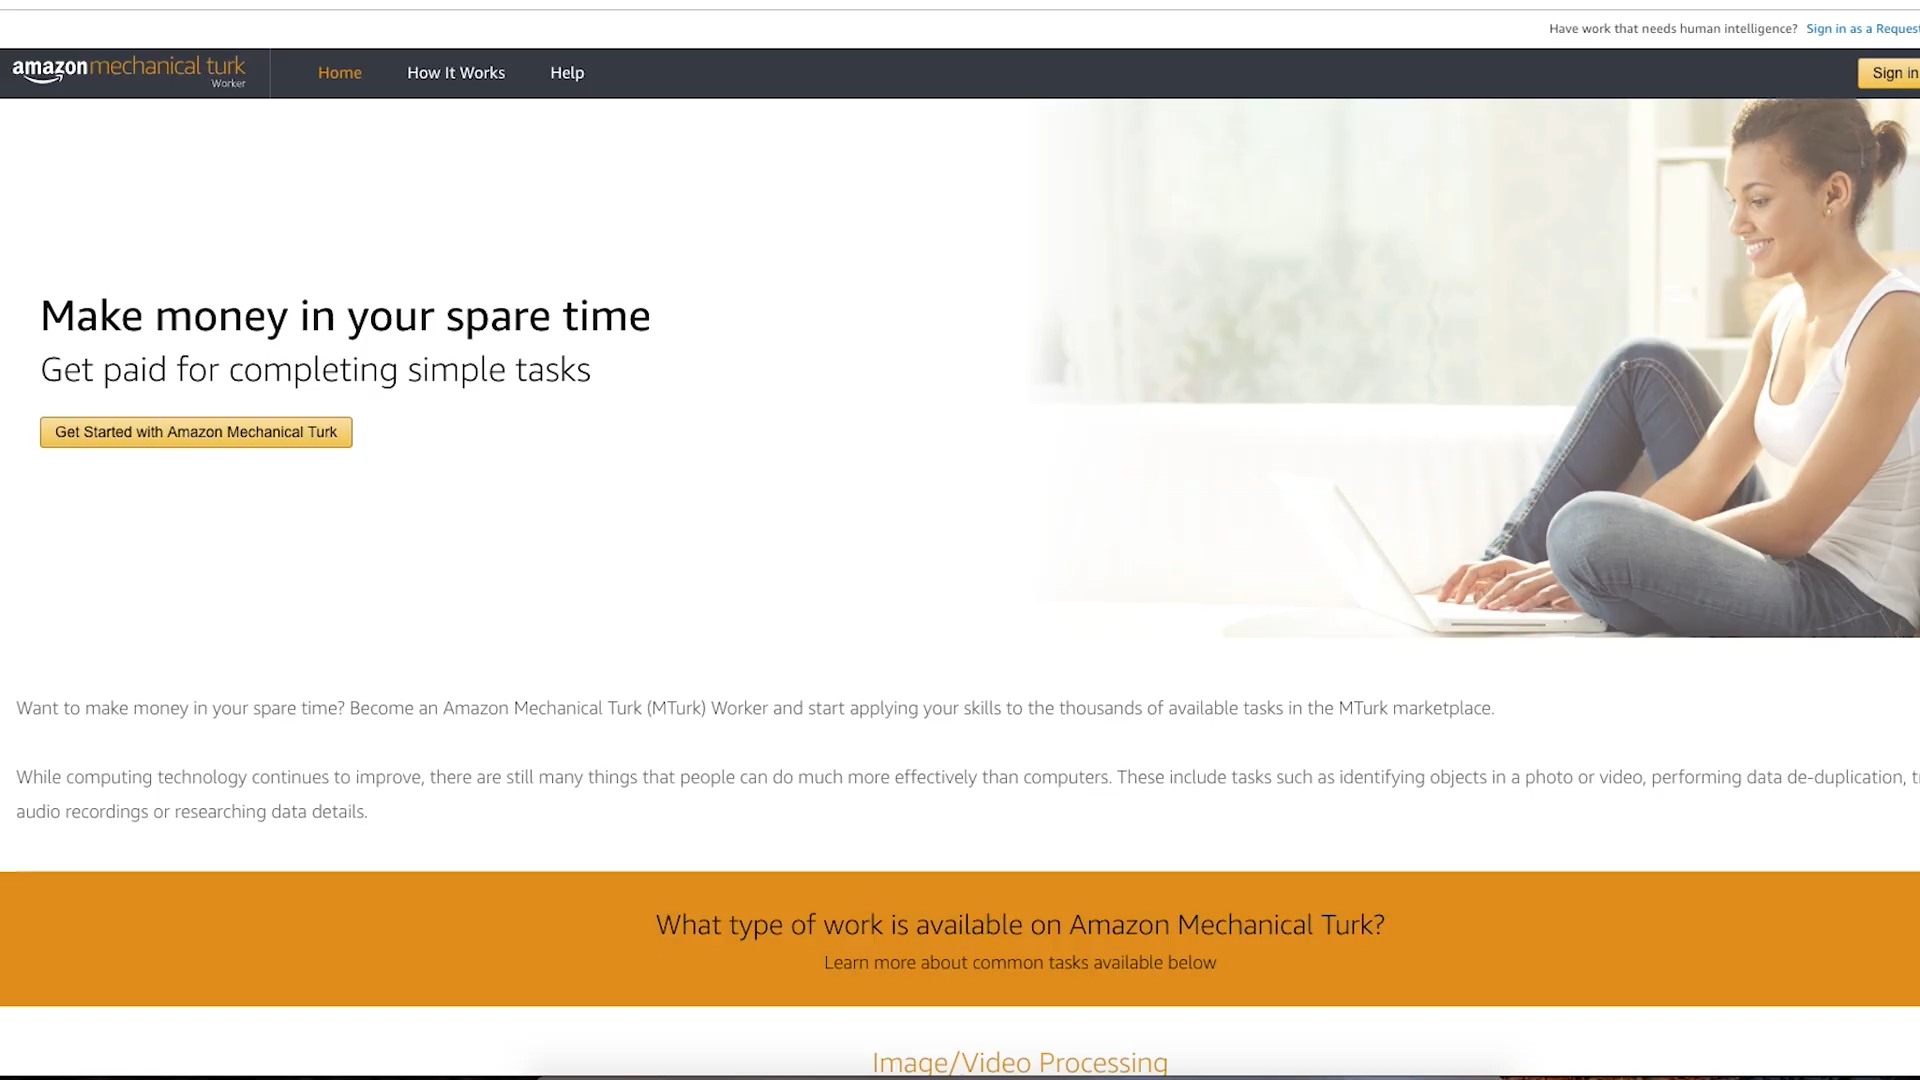 Have work that needs human intelligence? Sign in as a
amazon mechanical turk
Worker
Home How It Works Help
Sign in
Make money in your spare time
Get paid for completing simple tasks
Get Started with Amazon Mechanical Turk
Want to make money in your spare time? Become an Amazon Mechanical Turk (MTurk) Worker and start applying your skills to the thousands of available tasks in the MTurk marketplace.
While computing technology continues to improve, there are still many things that people can do much more effectively than computers. These include tasks such as identifying objects in a photo or video, performing data de-duplication,
audio recordings or researching data details.
What type of work is available on Amazon Mechanical Turk?
Learn more about common tasks available below
Image/Video Processing